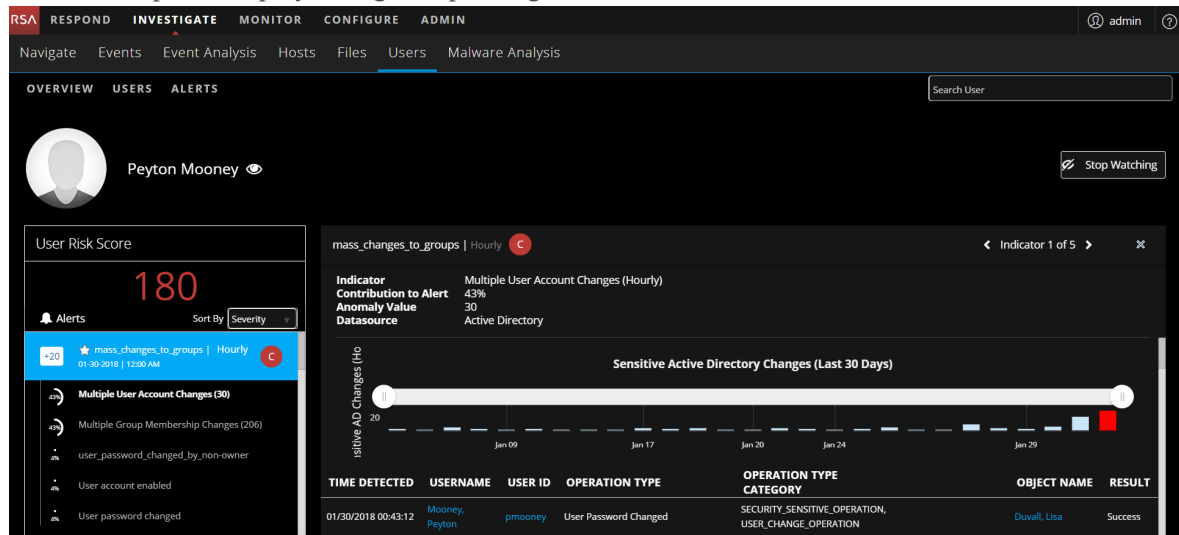 RSA RESPOND INVESTIGATE MONITOR CONFIGURE ADMIN admin ?
Navigate Events Event Analysis Hosts Files Users Malware Analysis
OVERVIEW USERS ALERTS Search User
Peyton Mooney Stop Watching
User Risk Score
180
Alerts Sort By Severity
+20 mass_changes_to_groups | Hourly C
01-30-2018 | 12:00 AM
43% Multiple User Account Changes (30)
43% Multiple Group Membership Changes (206)
4% user_password_changed_by_non-owner
4% User account enabled
4% User password changed
mass_changes_to_groups | Hourly C Indicator 1 of 5
Indicator Multiple User Account Changes (Hourly)
Contribution to Alert 43%
Anomaly Value 30
Datasource Active Directory
Sensitive Active Directory Changes (Last 30 Days)
sitive AD Changes (Ho
20
Jan 09 Jan 17 Jan 20 Jan 24 Jan 29
TIME DETECTED USERNAME USER ID OPERATION TYPE OPERATION TYPE CATEGORY OBJECT NAME RESULT
01/30/2018 00:43:12 Mooney, Peyton pmooney User Password Changed SECURITY_SENSITIVE_OPERATION, USER_CHANGE_OPERATION Duvall, Lisa Success